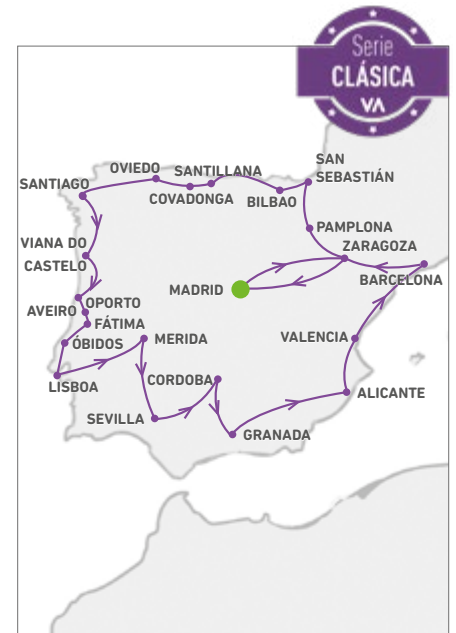 Serie
CLÁSICA
VA
SAN
SEBASTIÁN
OVIEDO
SANTILLANA
SANTIAGO
COVADONGA
BILBAO
PAMPLONA
VIANA DO
CASTELO
ZARAGOZA
BARCELONA
MADRID
OPORTO
AVEIRO
FÁTIMA
ÓBIDOS
MERIDA
VALENCIA
LISBOA
CORDOBA
ALICANTE
SEVILLA
GRANADA